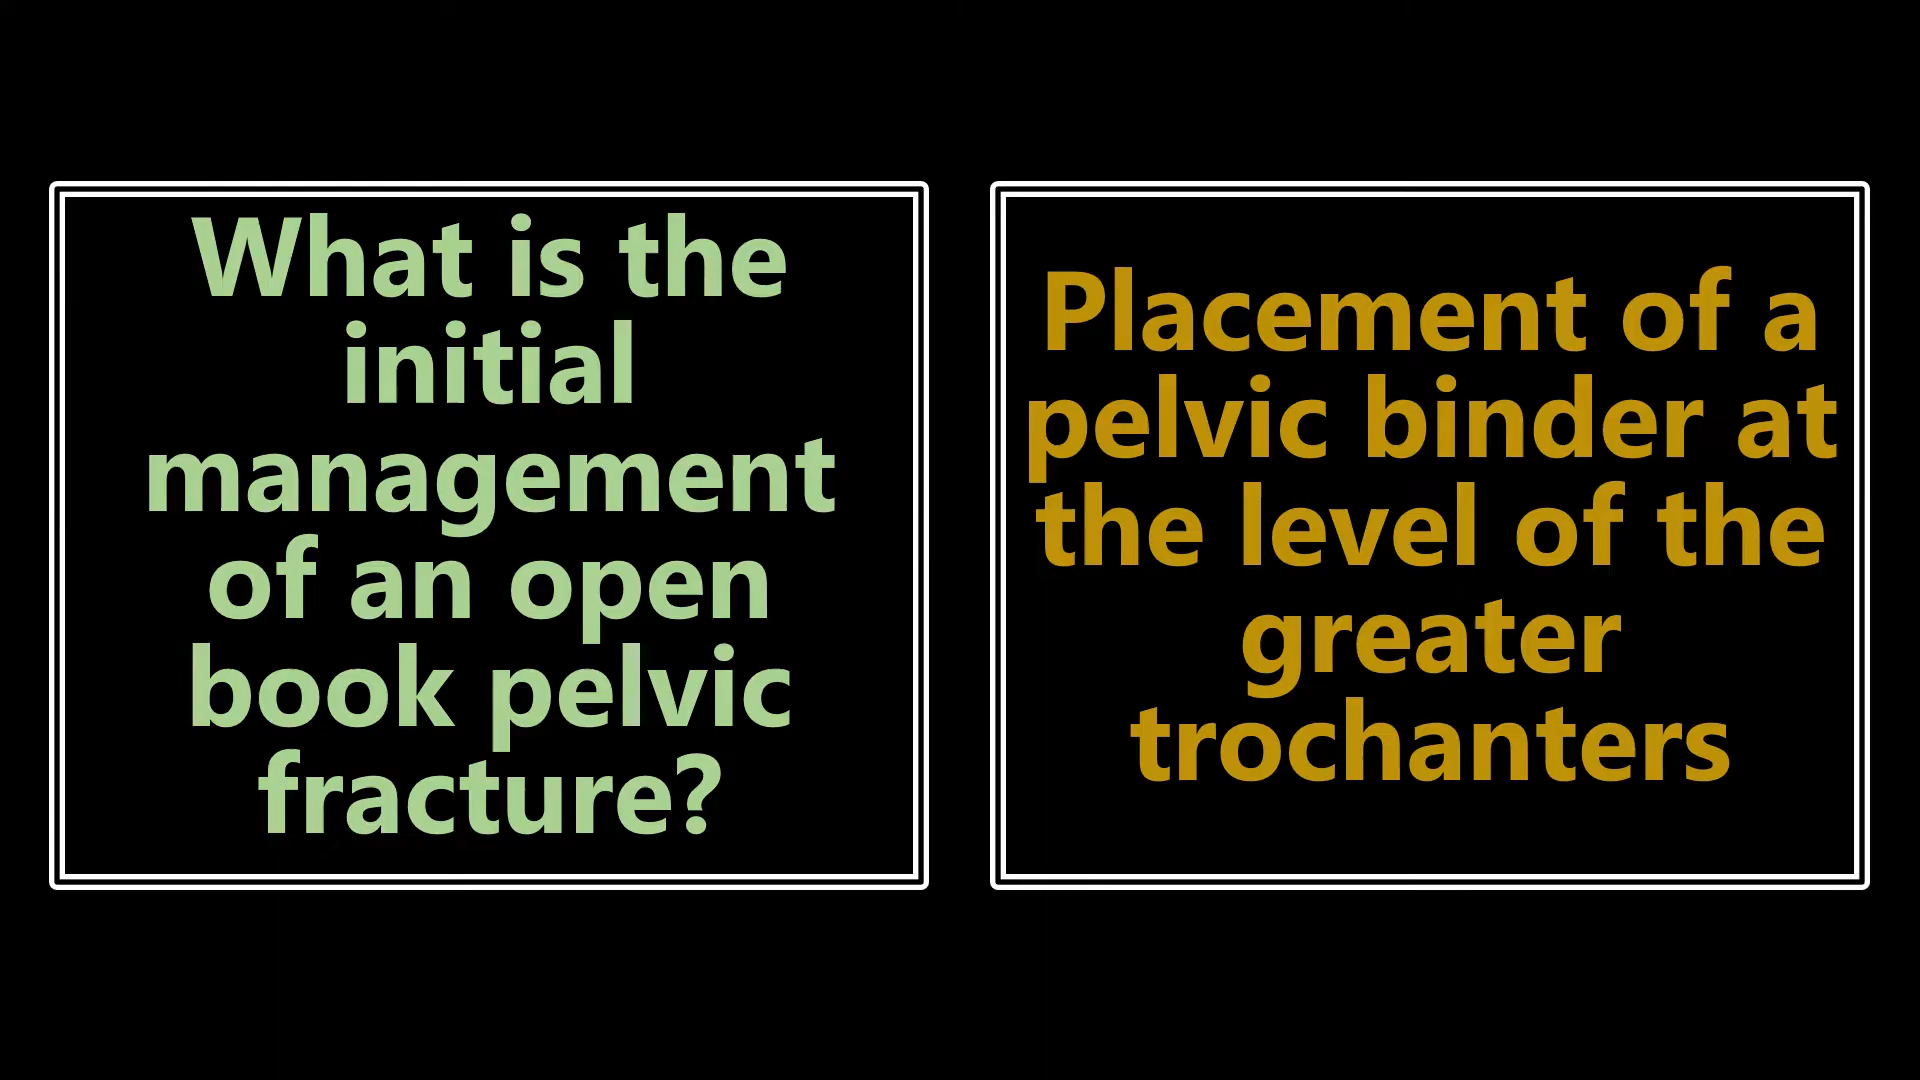 What is the
initial
management
of an open
book pelvic
fracture?
Placement of a
pelvic binder at
the level of the
greater
trochanters